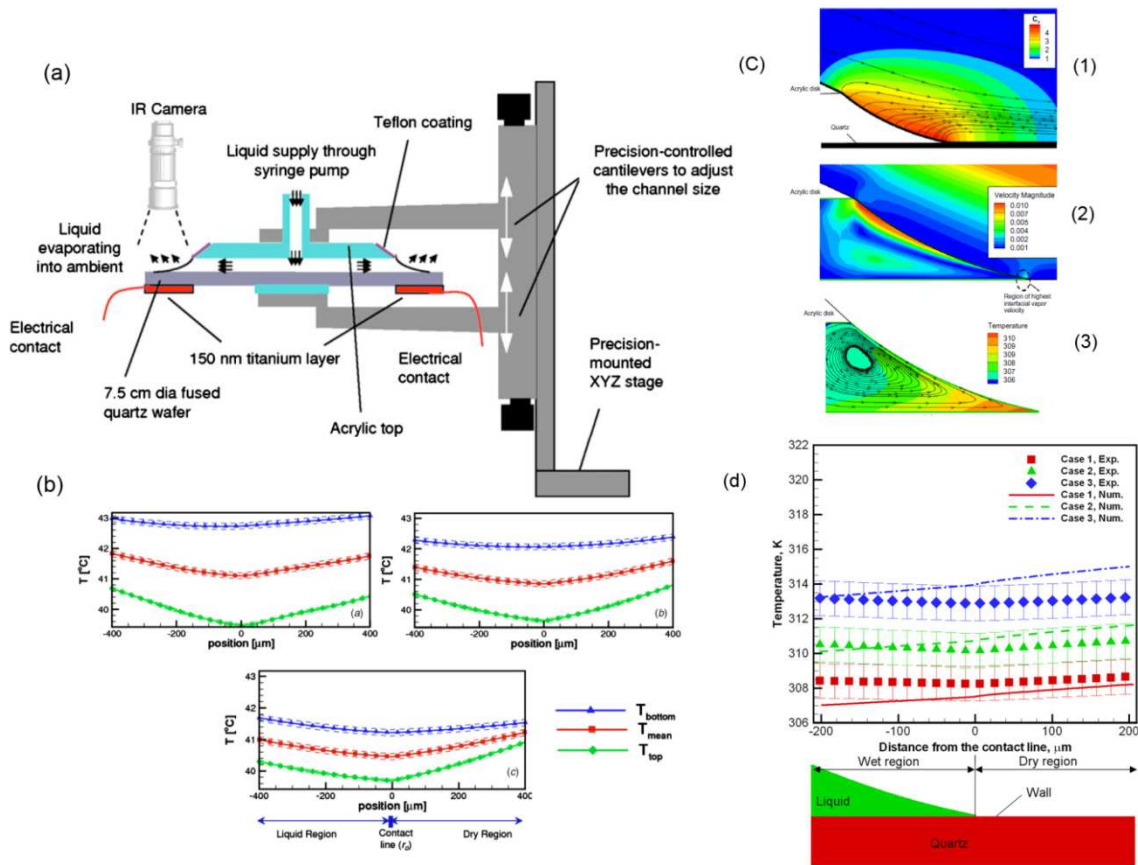 (a)
IR Camera
Teflon coating
Liquid supply through
syringe pump
Precision-controlled
cantilevers to adjust
the channel size
Liquid
evaporating
into ambient
Electrical
contact
150 nm titanium layer
Electrical
contact
7.5 cm dia fused
quartz wafer
Acrylic top
Precision-
mounted
XYZ stage
(b)
T [°C]
43
42
41
40
-400 -200 0 200 400
position [µm]
(a)
T [°C]
43
42
41
40
-400 -200 0 200 400
position [µm]
(b)
T [°C]
43
42
41
40
-400 -200 0 200 400
position [µm]
(c)
T bottom
T mean
T top
Liquid Region
Contact
line (r₀)
Dry Region
(C)
(1)
4
3
2
1
Acrylic disk
Quartz
(2)
Acrylic disk
Velocity Magnitude
0.010
0.007
0.005
0.004
0.002
0.001
Region of highest
interfacial vapor
velocity
(3)
Acrylic disk
Temperature
310
309
309
308
307
306
(d)
322
320
318
316
314
312
310
308
306
Temperature, K
Case 1, Exp.
Case 2, Exp.
Case 3, Exp.
Case 1, Num.
Case 2, Num.
Case 3, Num.
-200 -100 0 100 200
Distance from the contact line, µm
Wet region
Dry region
Liquid
Wall
Quartz